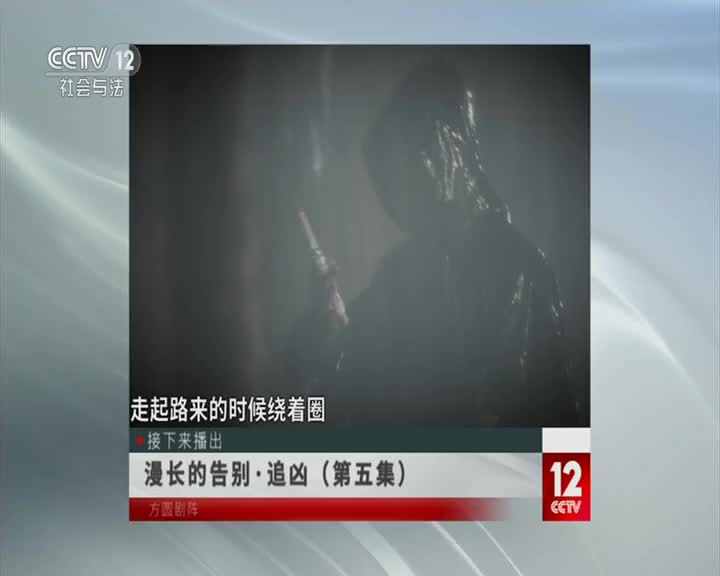 CCTV 12
社会与法
走起路来的时候绕着圈
接下来播出
漫长的告别·追凶（第五集）
方圆剧阵
12
CCTV